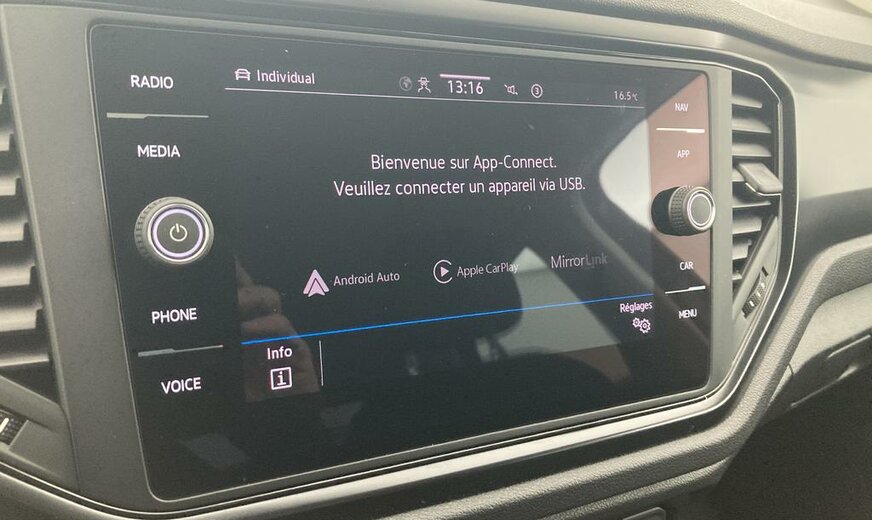 RADIO
MEDIA
PHONE
VOICE
Individual
13:16
3
16.5°C
Bienvenue sur App-Connect.
Veuillez connecter un appareil via USB.
Android Auto
Apple CarPlay
MirrorLink
Réglages
Info
i
NAV
APP
CAR
MENU